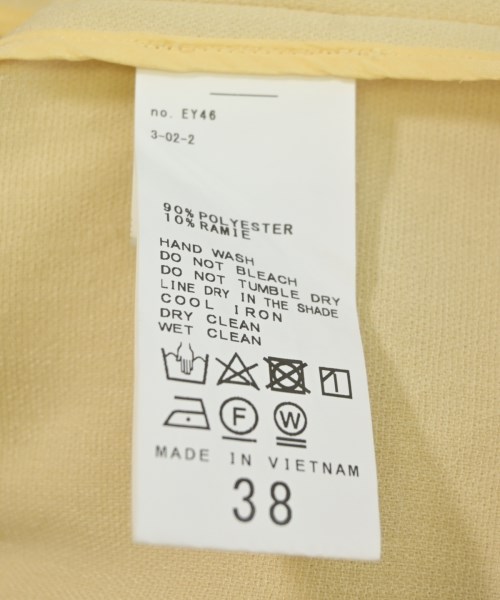 no. EY46
3-02-2
90% POLYESTER
10% RAMIE
HAND WASH
DO NOT BLEACH
DO NOT TUMBLE DRY
LINE DRY IN THE SHADE
COOL IRON
DRY CLEAN
WET CLEAN
F W
MADE IN VIETNAM
38